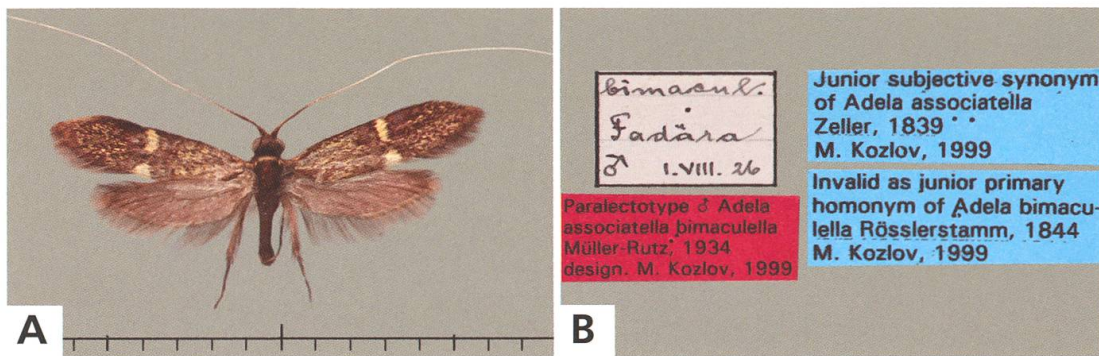 A
B
bimacul.
Fadära
♂ 1.VIII. 26
Paralectotype ♂ Adela
associatella bimaculella
Müller-Rutz, 1934
design. M. Kozlov, 1999
Junior subjective synonym
of Adela associatella
Zeller, 1839
M. Kozlov, 1999
Invalid as junior primary
homonym of Adela bimacu-
lella Rösslerstamm, 1844
M. Kozlov, 1999